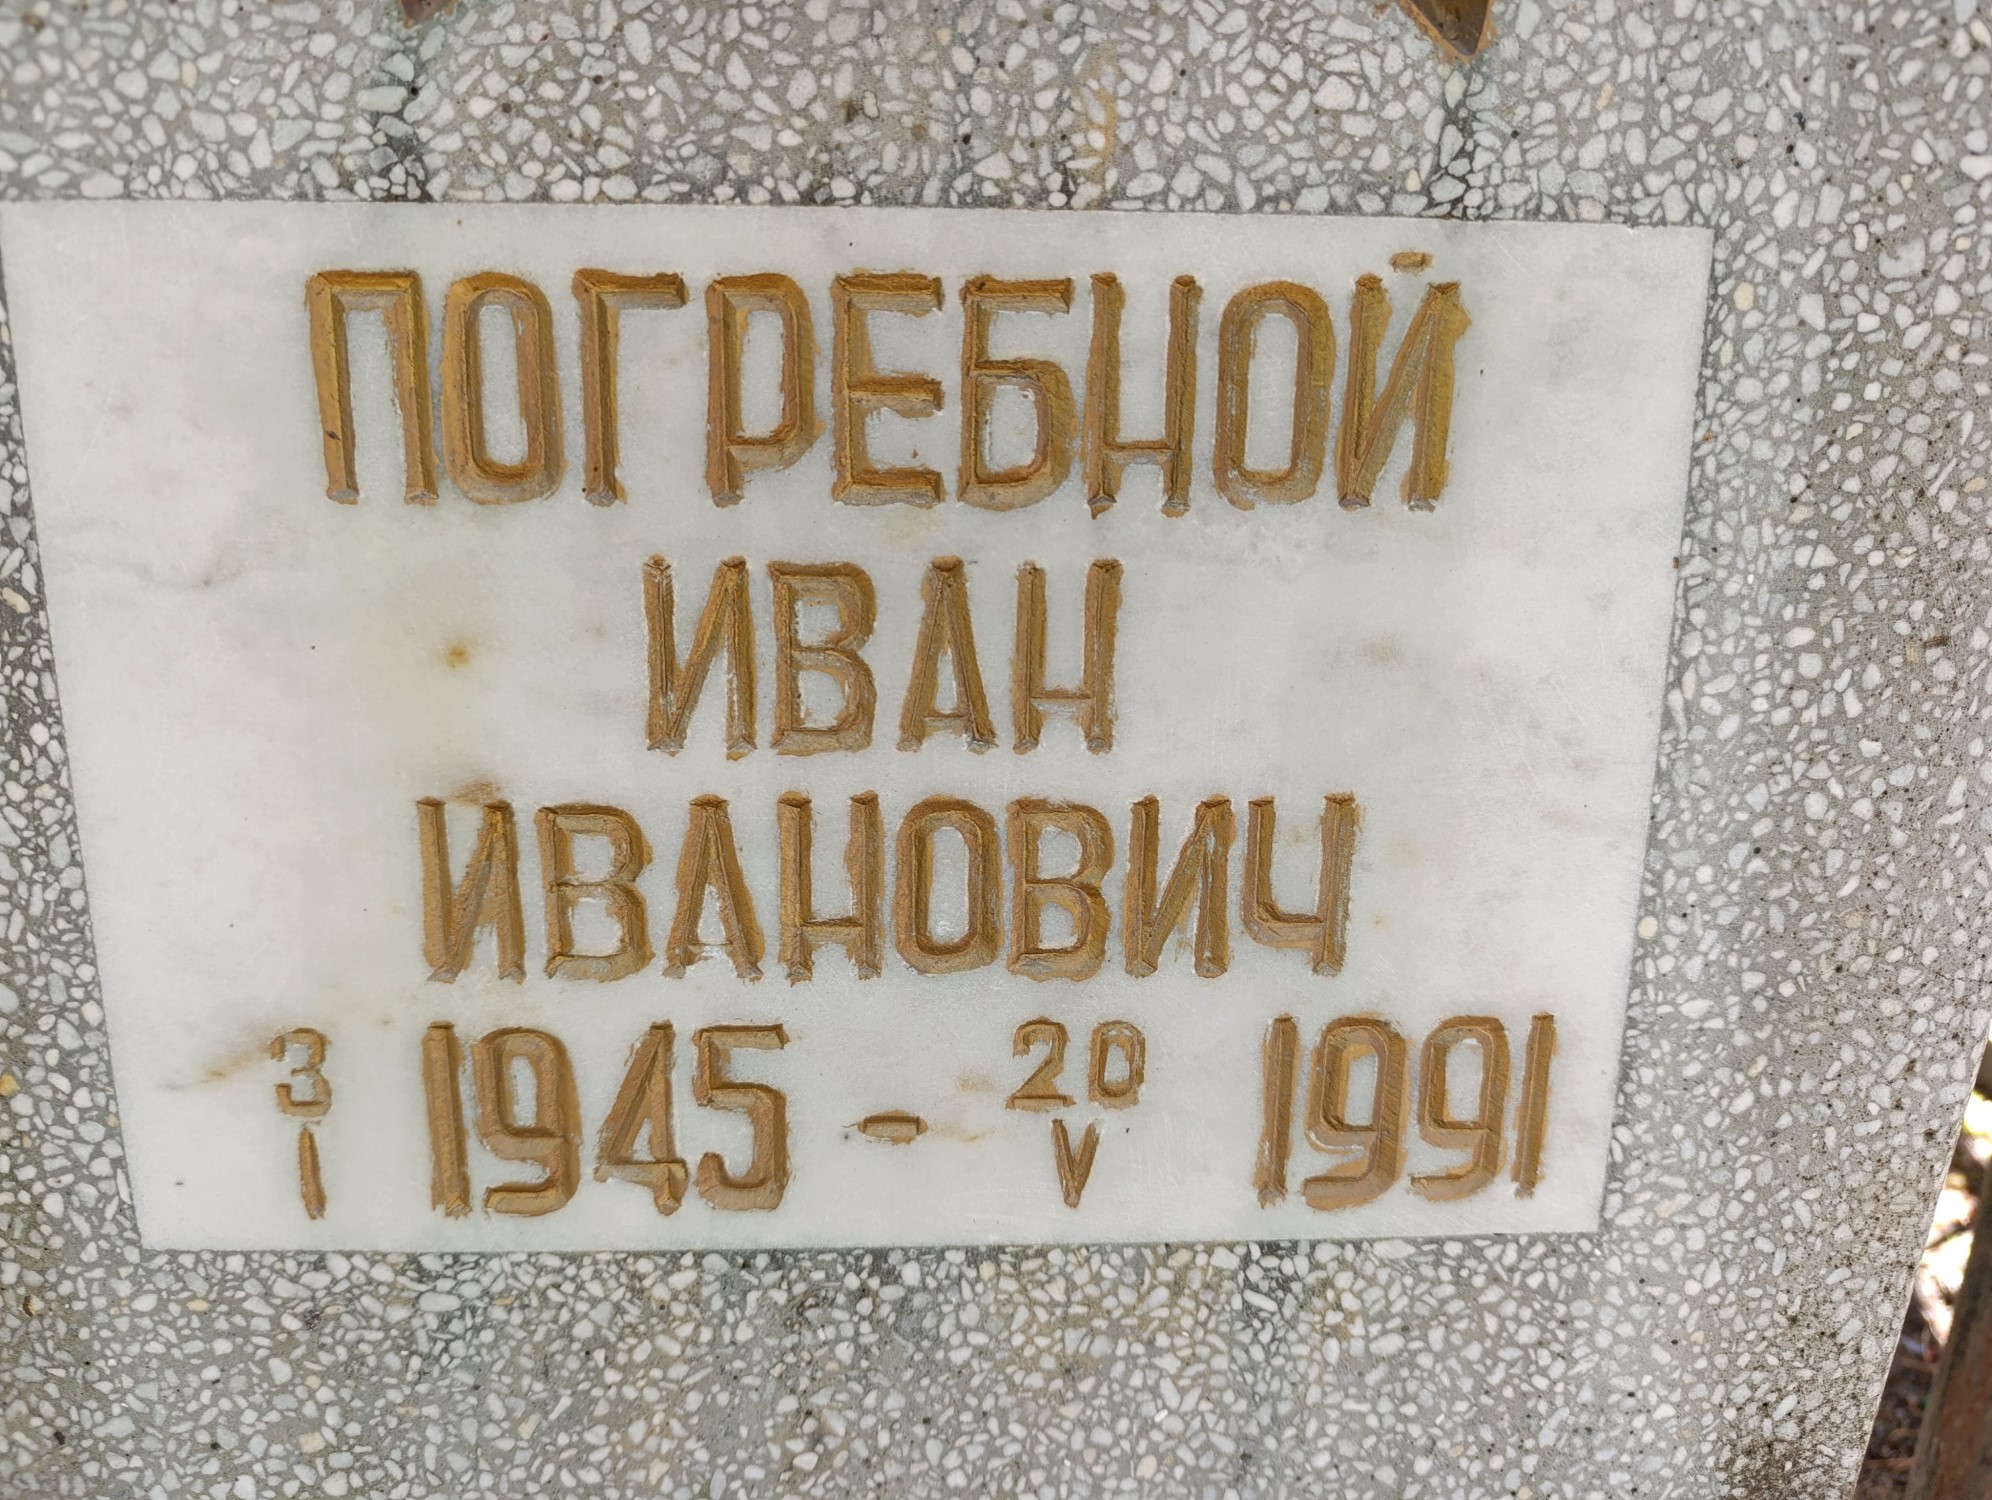 ПОГРЕБНОЙ
ИВАН
ИВАНОВИЧ
3/I 1945 - 20/V 1991